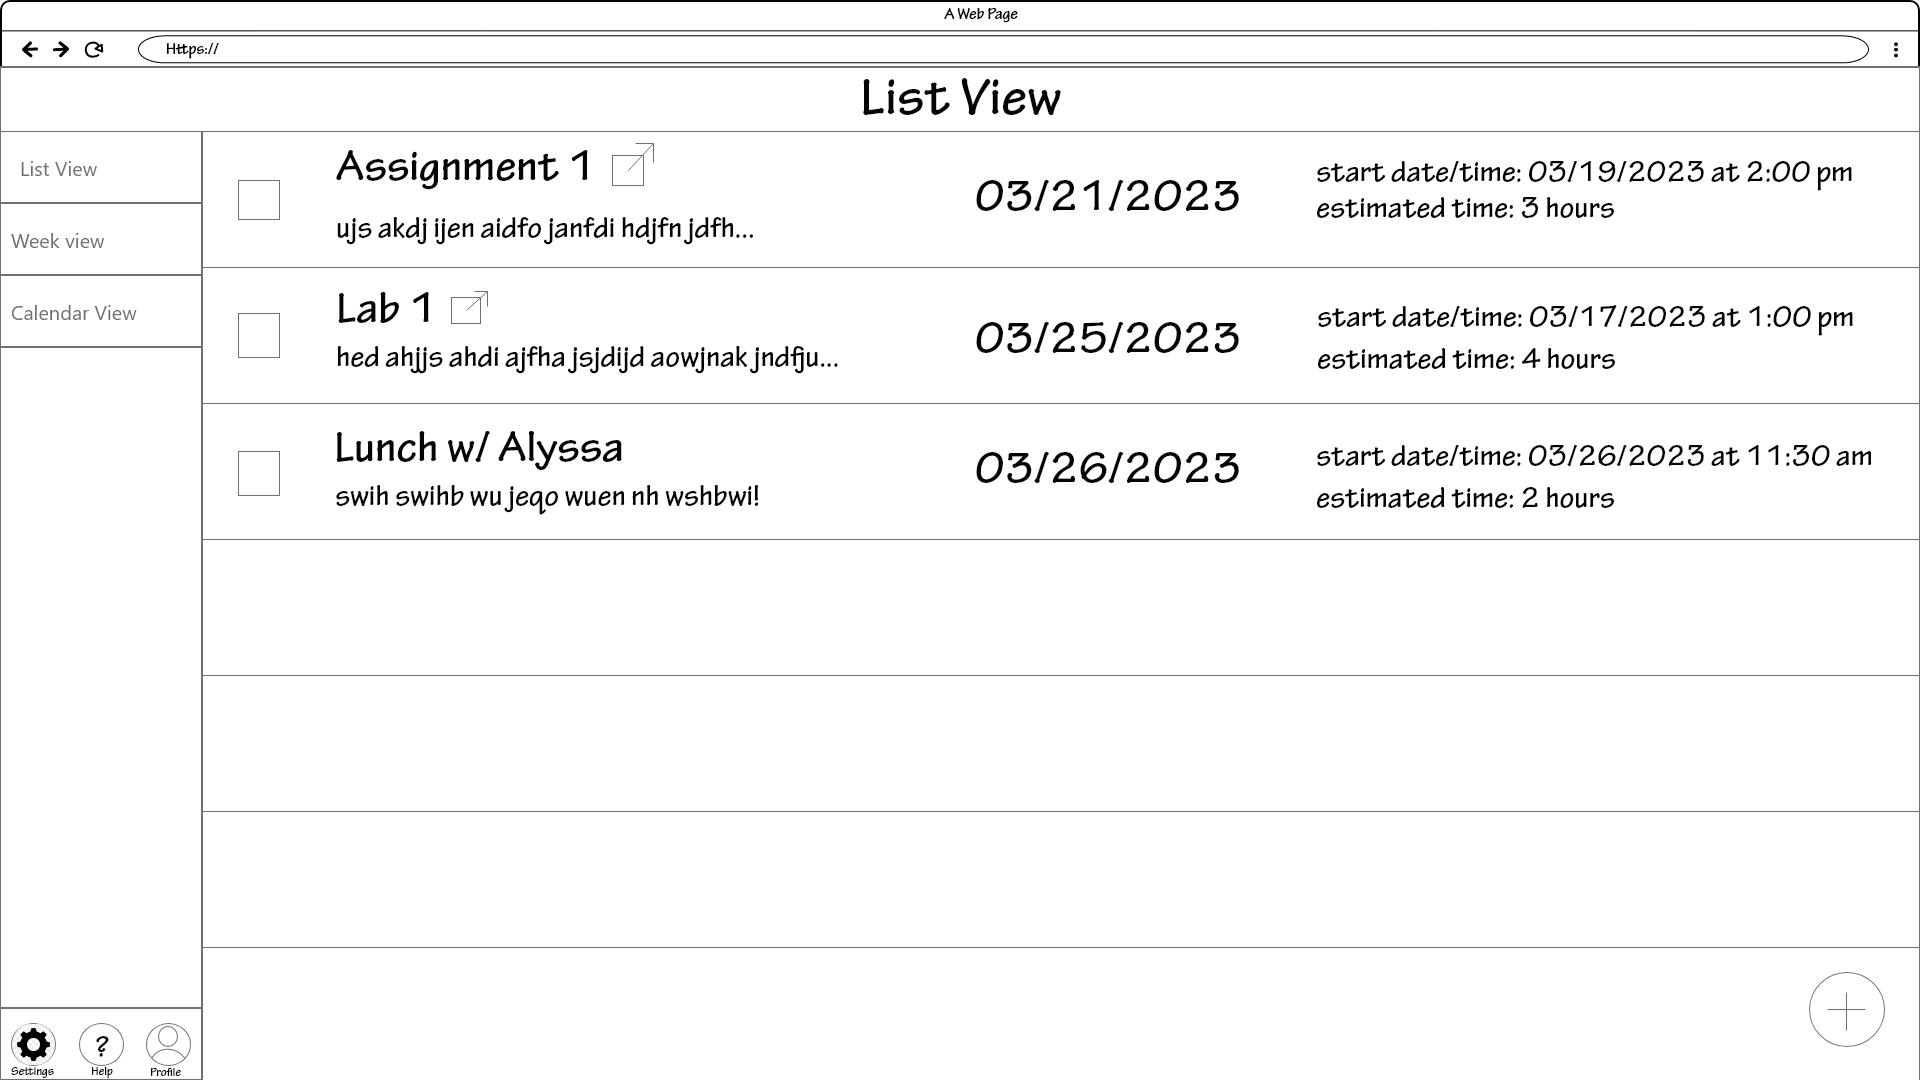 A Web Page
Https://
List View
List View
Week view
Calendar View
Assignment 1
ujs akdj ijen aidfo janfdi hdjfn jdfh...
03/21/2023
start date/time: 03/19/2023 at 2:00 pm
estimated time: 3 hours
Lab 1
hed ahjjs ahdi ajfha jsjdijd aowjnak jndfju...
03/25/2023
start date/time: 03/17/2023 at 1:00 pm
estimated time: 4 hours
Lunch w/ Alyssa
swih swihb wu jeqo wuen nh wshbwi!
03/26/2023
start date/time: 03/26/2023 at 11:30 am
estimated time: 2 hours
?
Settings
Help
Profile